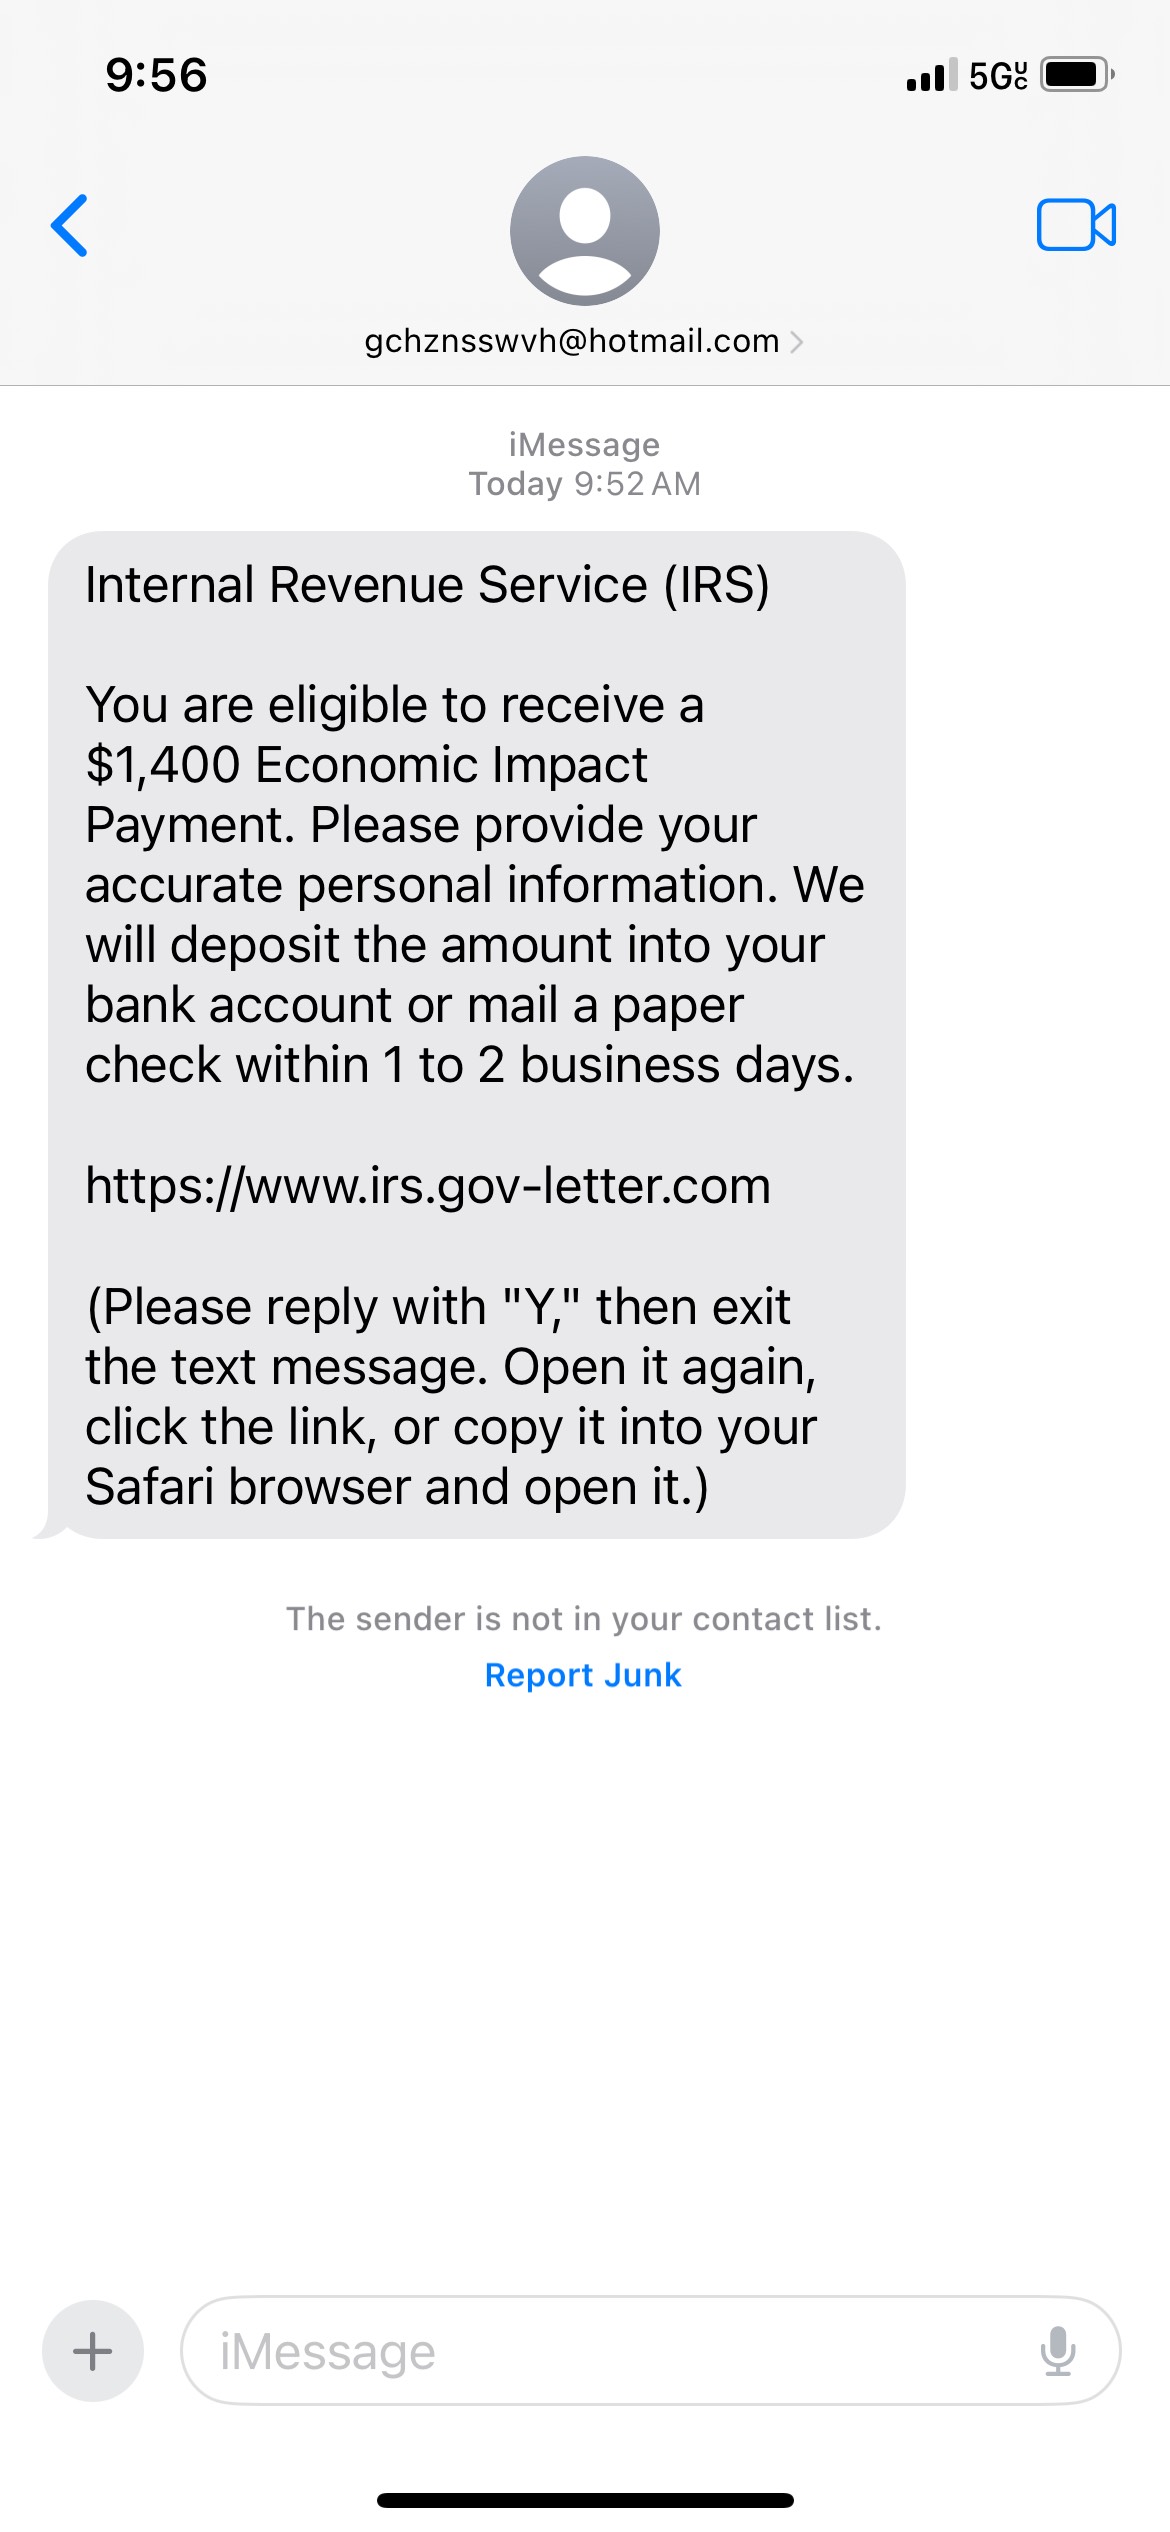 9:56
5GUC
gchznsswvh@hotmail.com
iMessage
Today 9:52 AM
Internal Revenue Service (IRS)
You are eligible to receive a
$1,400 Economic Impact
Payment. Please provide your
accurate personal information. We
will deposit the amount into your
bank account or mail a paper
check within 1 to 2 business days.
https://www.irs.gov-letter.com
(Please reply with "Y," then exit
the text message. Open it again,
click the link, or copy it into your
Safari browser and open it.)
The sender is not in your contact list.
Report Junk
iMessage